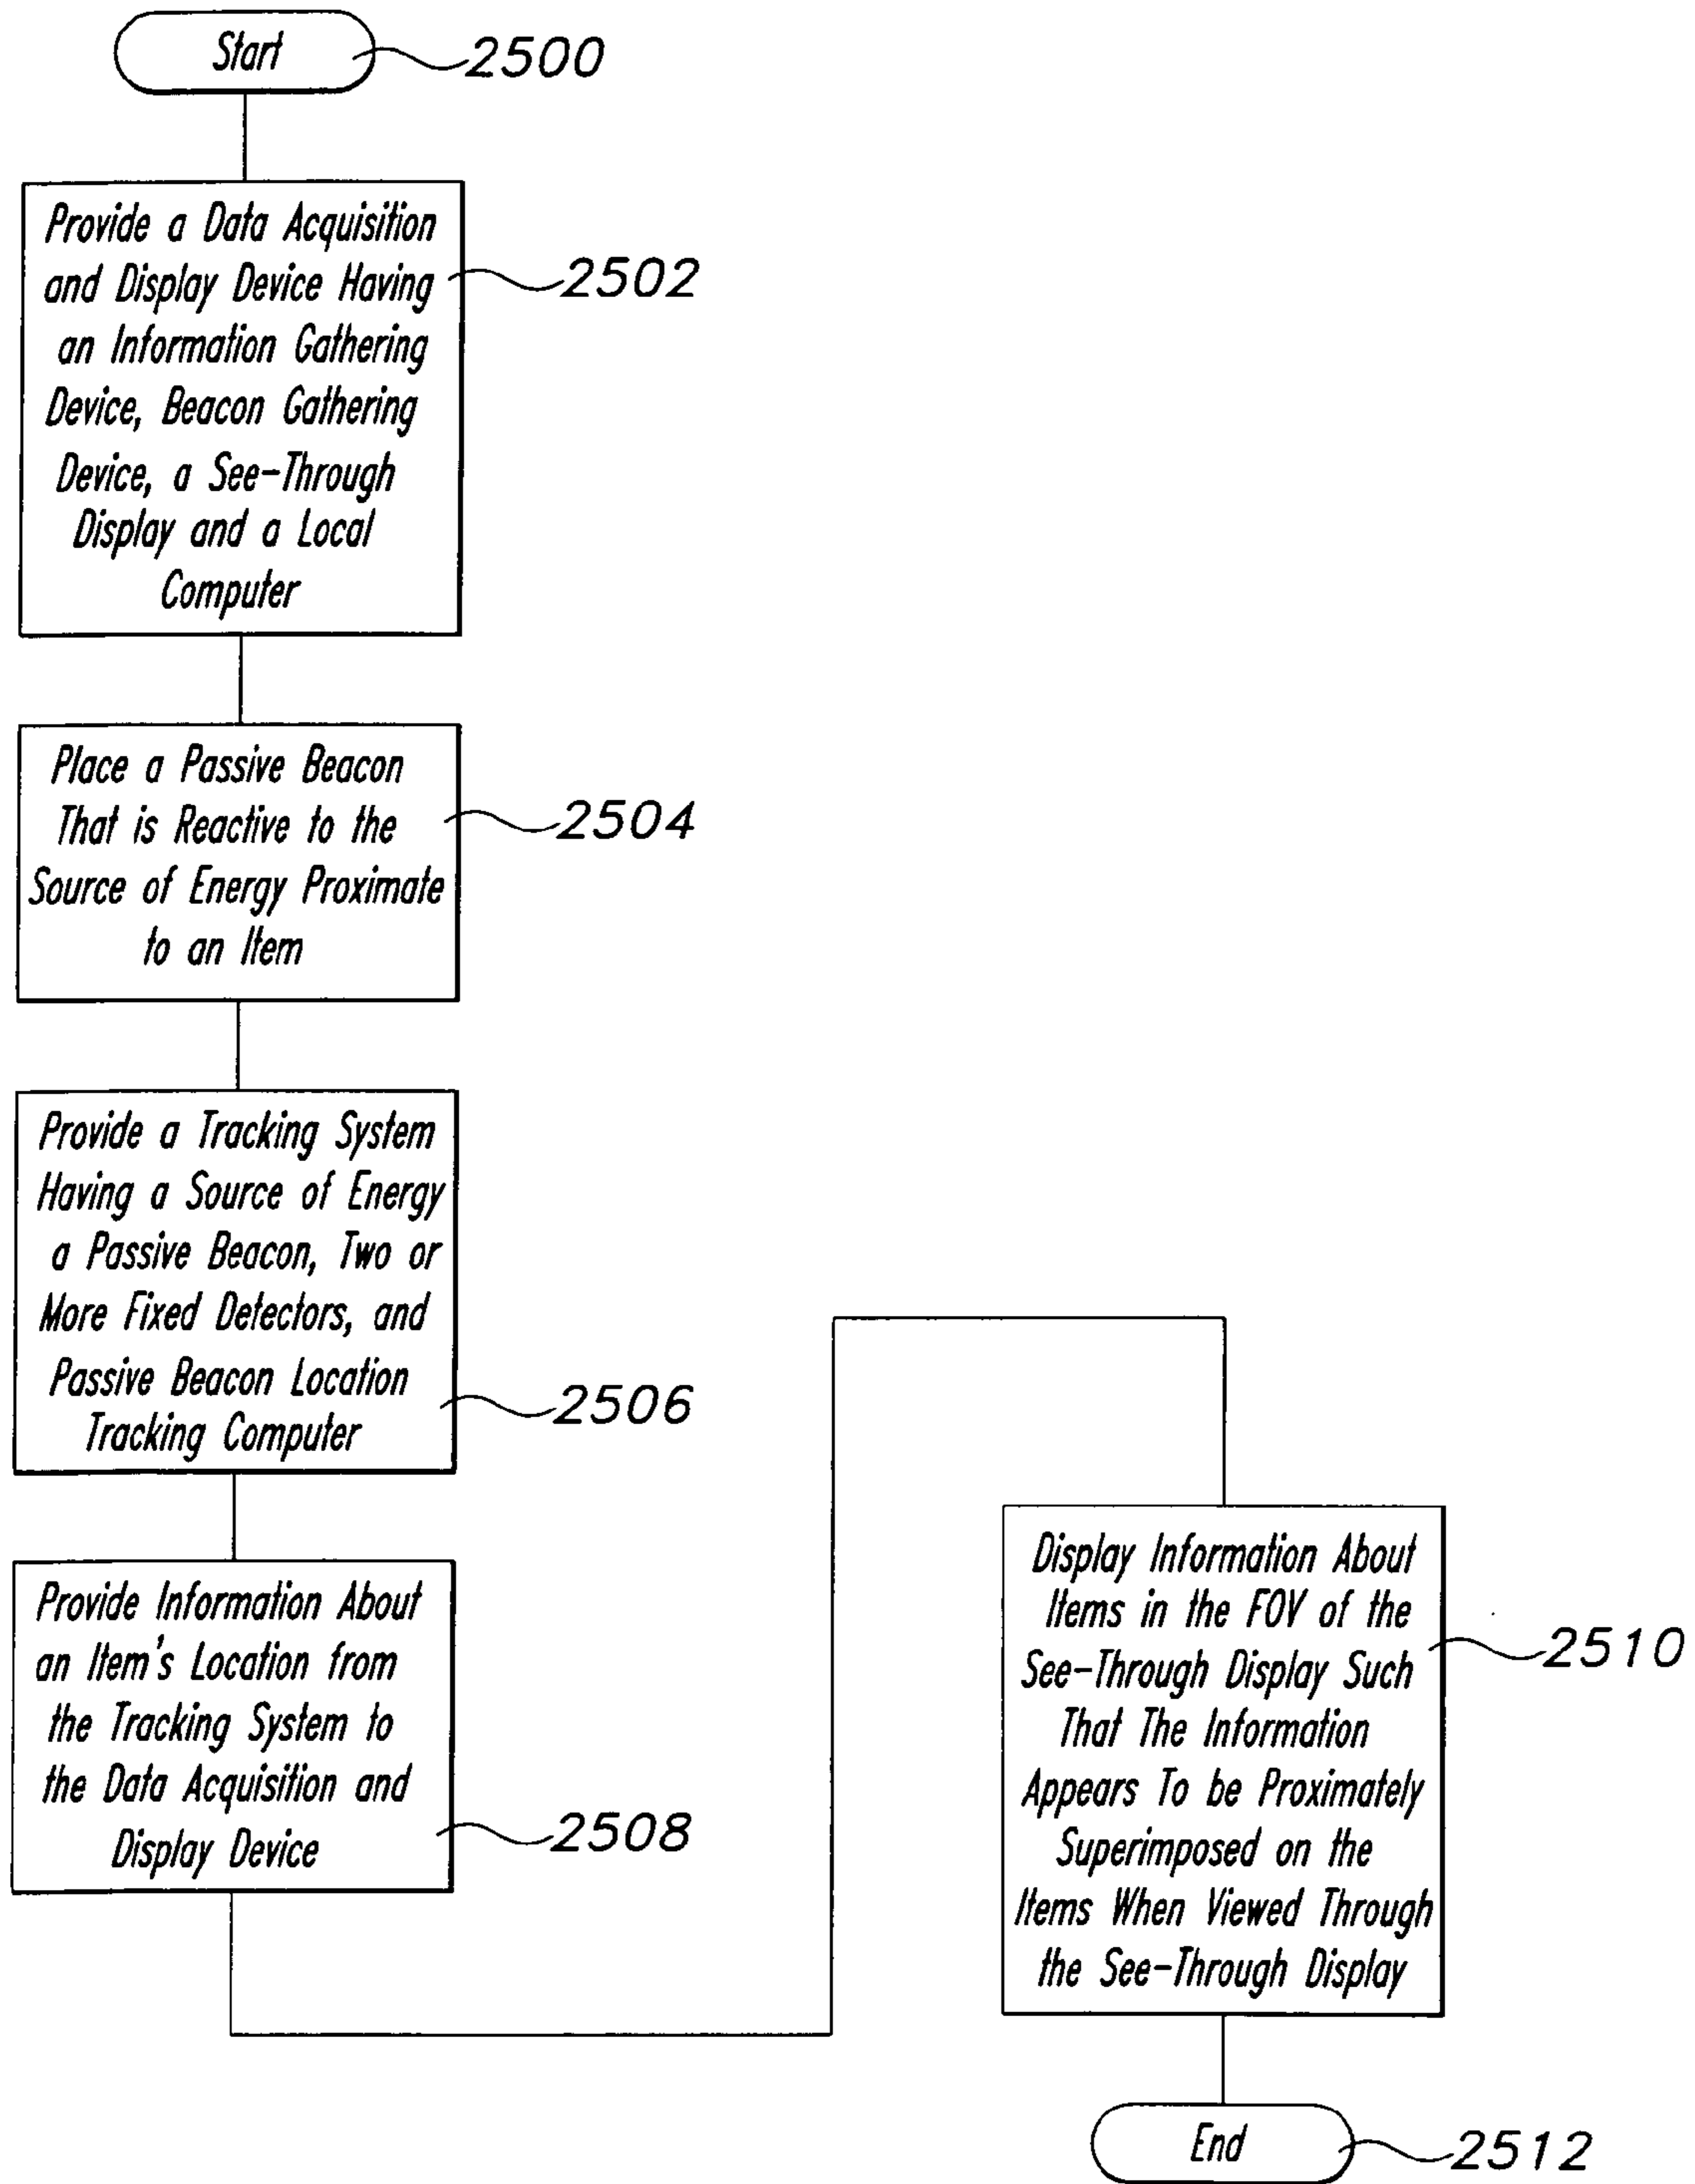 Start
2500
Provide a Data Acquisition
and Display Device Having
an Information Gathering
Device, Beacon Gathering
Device, a See-Through
Display and a Local
Computer
2502
Place a Passive Beacon
That is Reactive to the
Source of Energy Proximate
to an Item
2504
Provide a Tracking System
Having a Source of Energy
a Passive Beacon, Two or
More Fixed Detectors, and
Passive Beacon Location
Tracking Computer
2506
Provide Information About
an Item's Location from
the Tracking System to
the Data Acquisition and
Display Device
2508
Display Information About
Items in the FOV of the
See-Through Display Such
That The Information
Appears To be Proximately
Superimposed on the
Items When Viewed Through
the See-Through Display
2510
End
2512